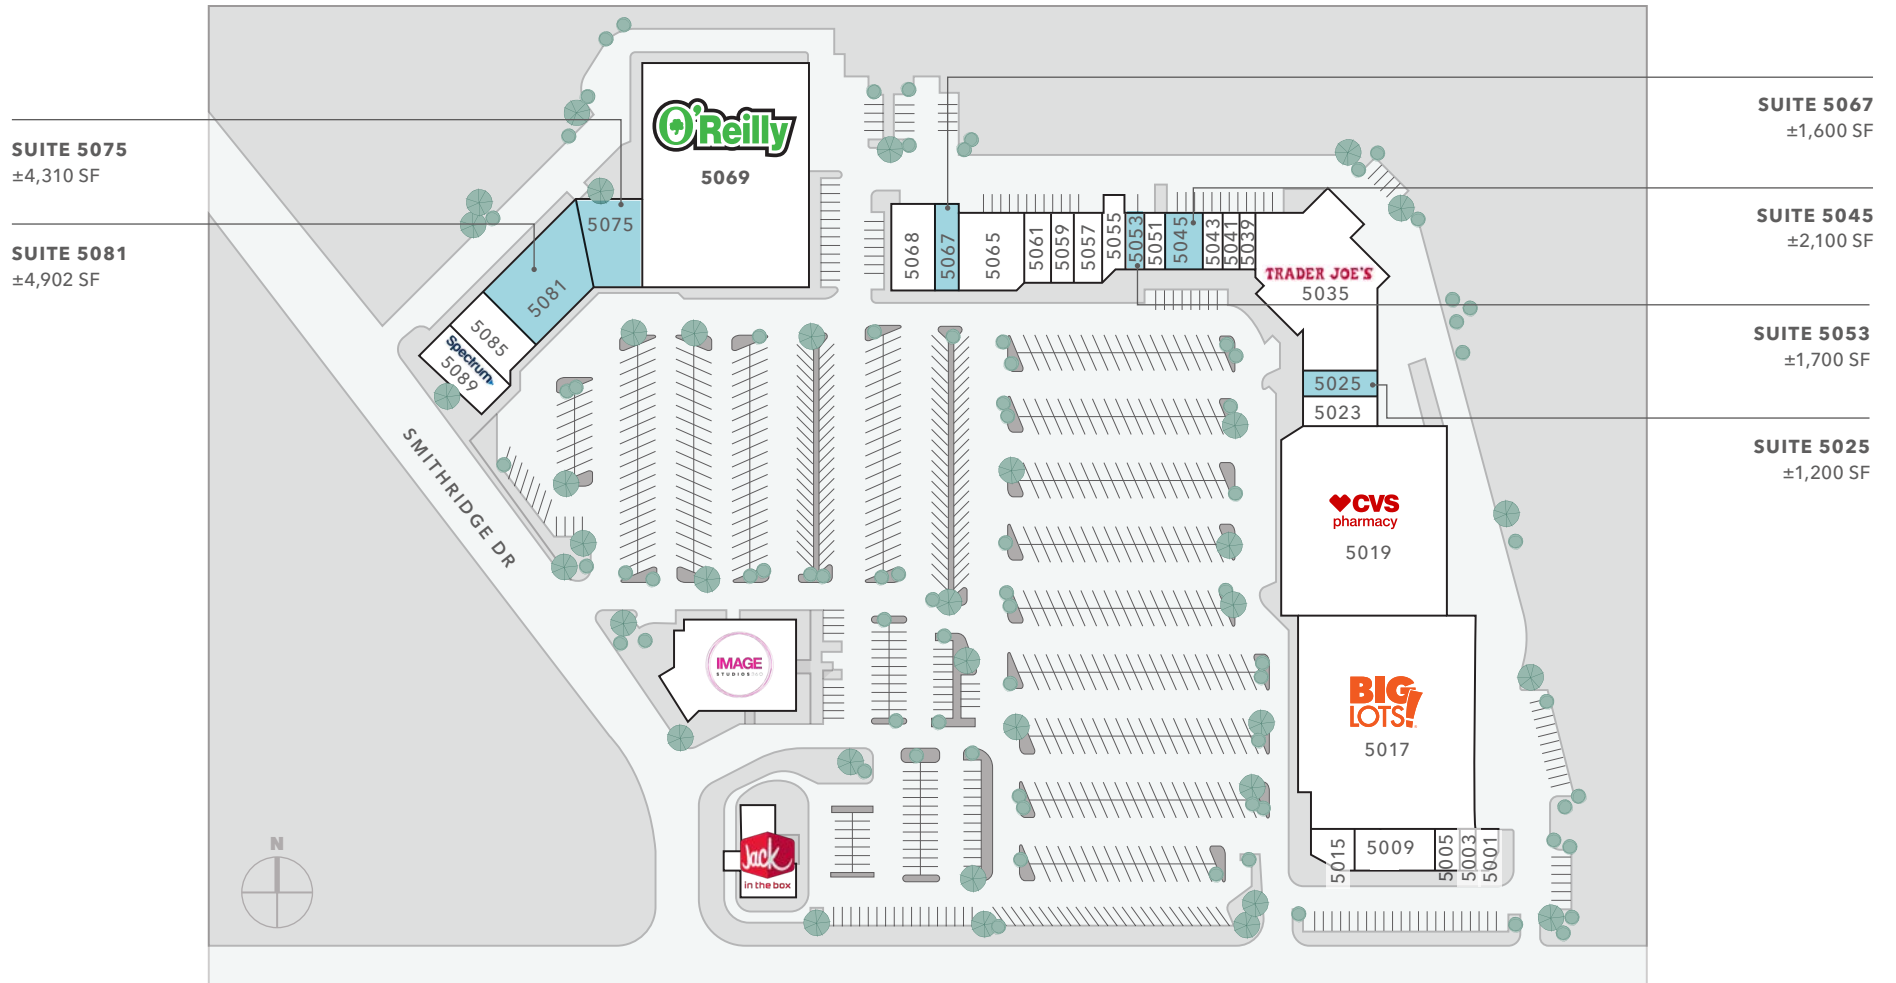 SUITE 5075
±4,310 SF
SUITE 5081
±4,902 SF
SUITE 5067
±1,600 SF
SUITE 5045
±2,100 SF
SUITE 5053
±1,700 SF
SUITE 5025
±1,200 SF
O'Reilly
5069
5075
5081
5085
Spectrum
5089
5068
5067
5065
5061
5059
5057
5055
5053
5051
5045
5043
5041
5039
TRADER JOE'S
5035
5025
5023
CVS
pharmacy
5019
BIG
LOTS!
5017
5015
5009
5005
5003
5001
SMITHRIDGE DR
IMAGE
STUDIOS 360
Jack
in the box
N